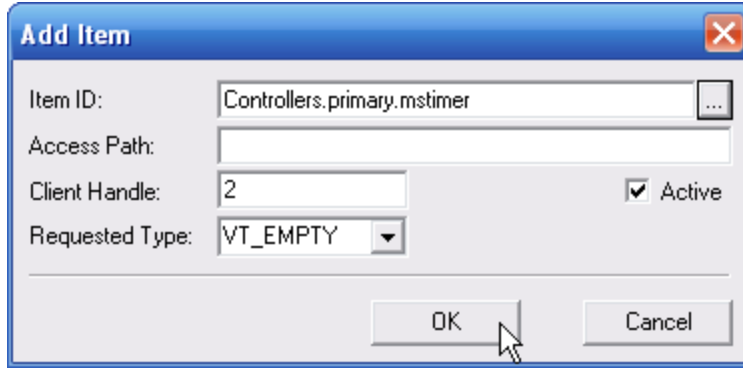 Add Item
Item ID: Controllers.primary.mstimer ...
Access Path:
Client Handle: 2 Active
Requested Type: VT_EMPTY
OK Cancel